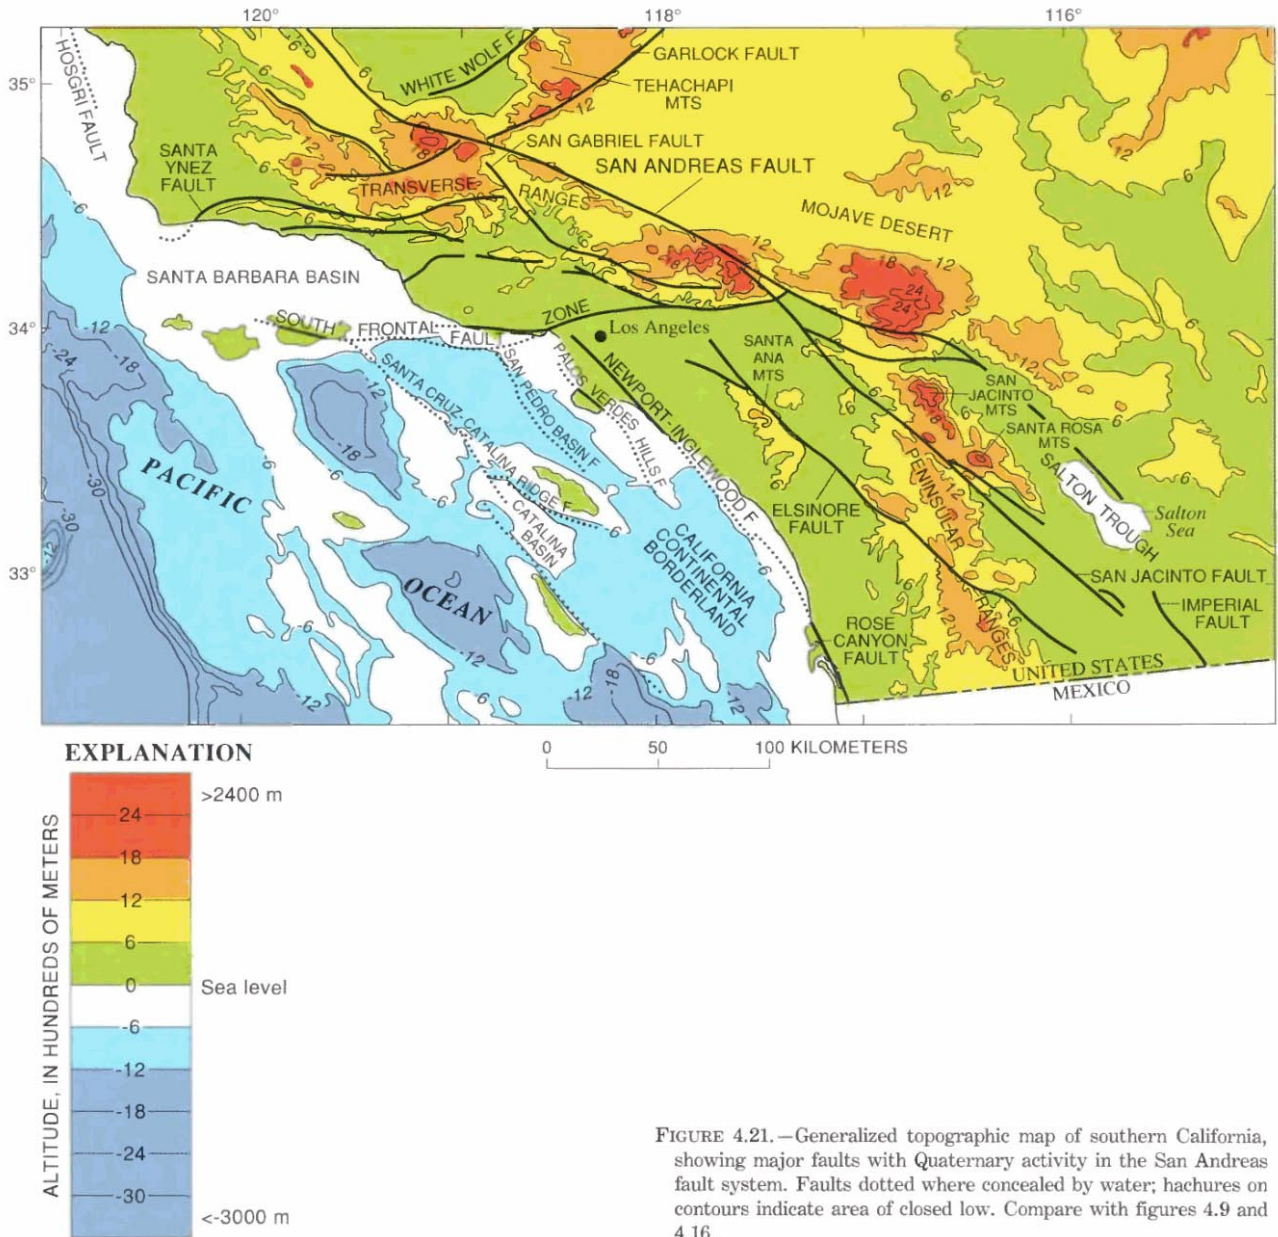 120°
118°
116°
35°
34°
33°
HOSGRI FAULT
WHITE WOLF F
GARLOCK FAULT
TEHACHAPI
MTS
SAN GABRIEL FAULT
SAN ANDREAS FAULT
SANTA
YNEZ
FAULT
TRANSVERSE
RANGES
MOJAVE DESERT
SANTA BARBARA BASIN
SOUTH
FRONTAL
FAUL
ZONE
Los Angeles
SANTA
ANA
MTS
SAN
JACINTO
MTS
SANTA ROSA
MTS
SANTA CRUZ-CATALINA RIDGE F
SAN PEDRO BASIN F
PALOS VERDES HILLS F
NEWPORT-INGLEWOOD F
PACIFIC
OCEAN
CATALINA
BASIN
CALIFORNIA
CONTINENTAL
BORDERLAND
ELSINORE
FAULT
PENINSULAR
RANGES
SALTON TROUGH
Salton
Sea
SAN JACINTO FAULT
IMPERIAL
FAULT
ROSE
CANYON
FAULT
UNITED STATES
MEXICO
EXPLANATION
0 50 100 KILOMETERS
ALTITUDE, IN HUNDREDS OF METERS
>2400 m
24
18
12
6
0
Sea level
-6
-12
-18
-24
-30
<-3000 m
FIGURE 4.21.—Generalized topographic map of southern California,
showing major faults with Quaternary activity in the San Andreas
fault system. Faults dotted where concealed by water; hachures on
contours indicate area of closed low. Compare with figures 4.9 and
4.16